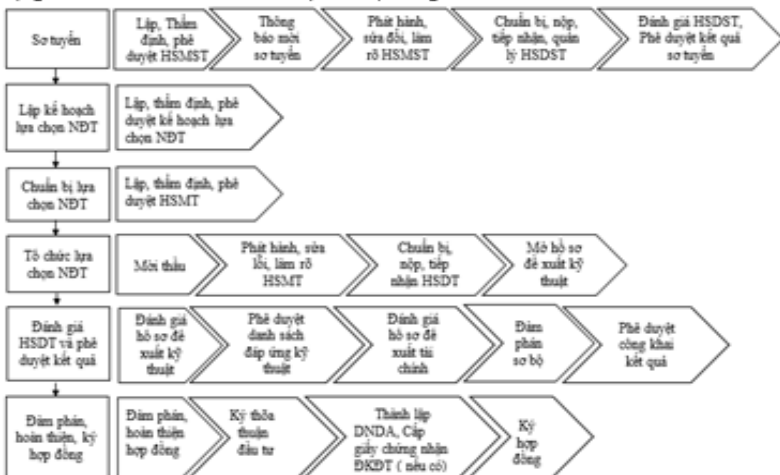 Sơ tuyển
Lập, Thẩm
định, phê
duyệt HSMST
Thông
báo mời
sơ tuyển
Phát hành,
sửa đổi, làm
rõ HSMST
Chuẩn bị, nộp,
tiếp nhận, quản
lý HSDST
Đánh giá HSDST,
Phê duyệt kết quả
sơ tuyển
Lập kế hoạch
lựa chọn NĐT
Lập, thẩm định, phê
duyệt kế hoạch lựa
chọn NĐT
Chuẩn bị lựa
chọn NĐT
Lập, thẩm định, phê
duyệt HSMT
Tổ chức lựa
chọn NĐT
Mời thầu
Phát hành, sửa
lỗi, làm rõ
HSMT
Chuẩn bị,
nộp, tiếp
nhận HSDT
Mở hồ sơ
đề xuất kỹ
thuật
Đánh giá
HSDT và phê
duyệt kết quả
Đánh giá
hồ sơ đề
xuất kỹ
thuật
Phê duyệt
danh sách
đáp ứng kỹ
thuật
Đánh giá
hồ sơ đề
xuất tài
chính
Đàm
phán
sơ bộ
Phê duyệt
công khai
kết quả
Đàm phán,
hoàn thiện, ký
hợp đồng
Đàm phán,
hoàn thiện
hợp đồng
Ký thỏa
thuận
đầu tư
Thành lập
DNDA, Cấp
giấy chứng nhận
ĐKĐT ( nếu có)
Ký
hợp
đồng